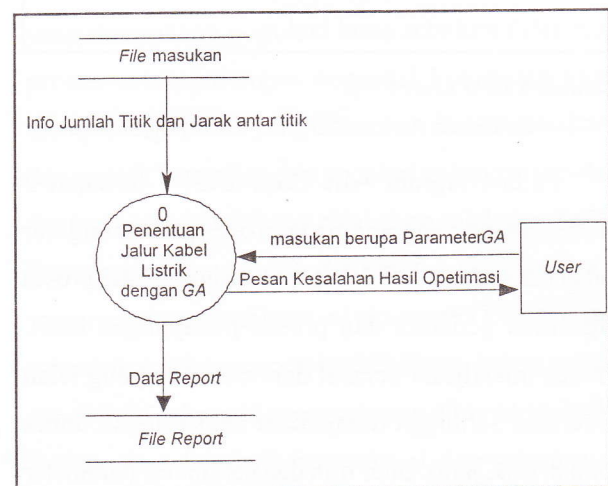 File masukan
Info Jumlah Titik dan Jarak antar titik
0
Penentuan
Jalur Kabel
Listrik
dengan GA
masukan berupa ParameterGA
Pesan Kesalahan Hasil Opetimasi
User
Data Report
File Report